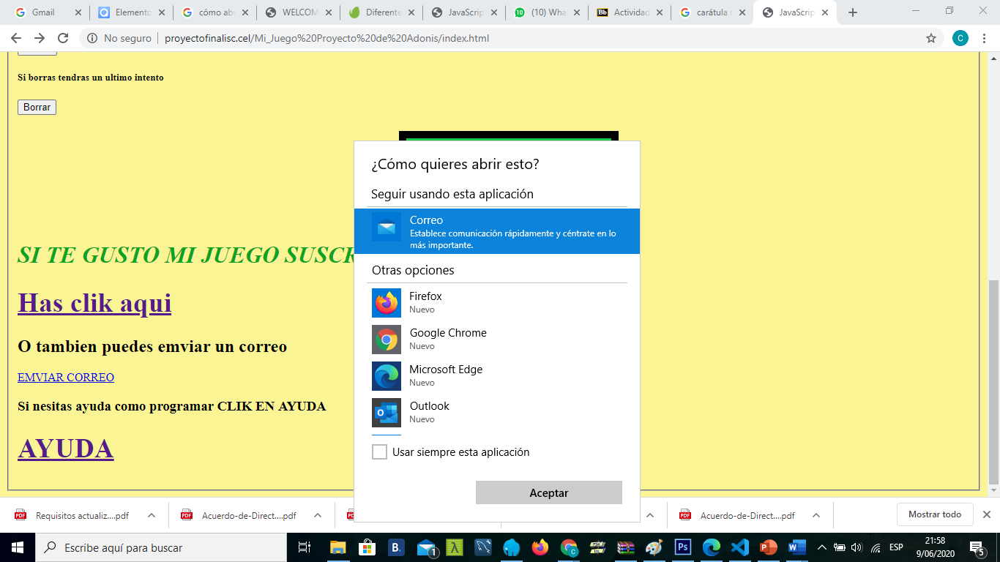 Gmail
Elemento
cómo ab
WELCOM
Diferente
JavaScrip
(10) Wha
Actividad
carátula
JavaScrip
No seguro
proyectofinalisc.cel/Mi_Juego%20Proyecto%20de%20Adonis/index.html
C
Si borras tendras un ultimo intento
Borrar
SI TE GUSTO MI JUEGO
Has clik aqui
O tambien puedes emviar un correo
EMVIAR CORREO
Si nesitas ayuda como programar CLIK EN AYUDA
AYUDA
¿Cómo quieres abrir esto?
Seguir usando esta aplicación
Correo
Establece comunicación rápidamente y céntrate en lo
más importante.
Otras opciones
Firefox
Nuevo
Google Chrome
Nuevo
Microsoft Edge
Nuevo
Outlook
Nuevo
Usar siempre esta aplicación
Aceptar
Requisitos actualiz....pdf
Acuerdo-de-Direct....pdf
Acuerdo-de-Direct....pdf
Mostrar todo
Escribe aquí para buscar
ESP
21:58
9/06/2020